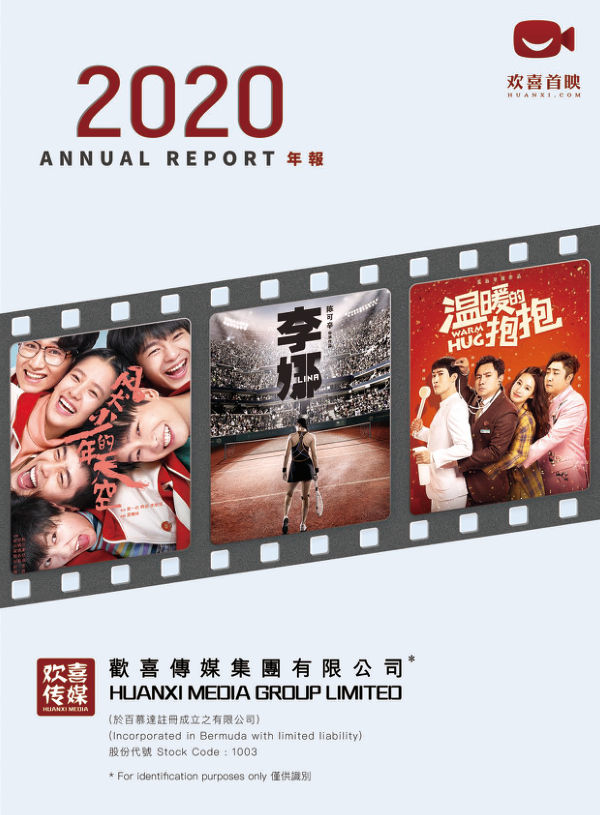 欢喜首映
HUANXI.COM
2020
ANNUAL REPORT 年報
李娜
LINA
陈可辛
温暖的
抱抱
WARM
HUG
的天空
欢喜
传媒
HUANXI MEDIA
歡喜傳媒集團有限公司*
HUANXI MEDIA GROUP LIMITED
(於百慕達註冊成立之有限公司)
(Incorporated in Bermuda with limited liability)
股份代號 Stock Code : 1003
* For identification purposes only 僅供識別